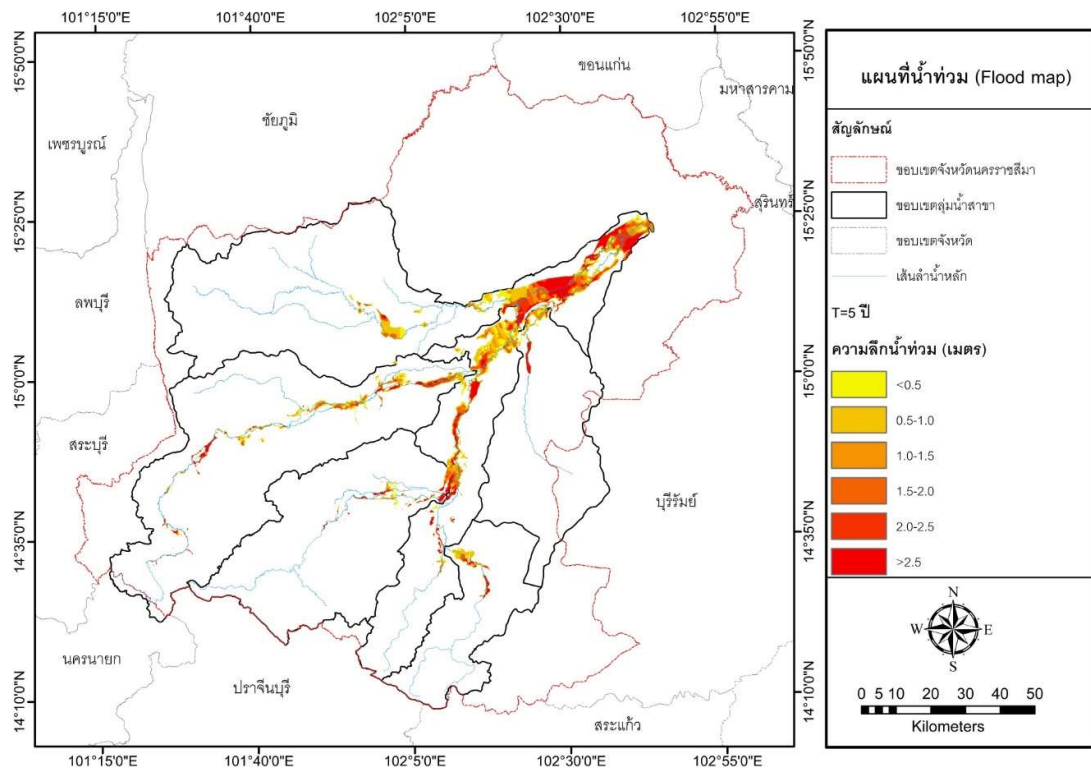 101°15'0"E 101°40'0"E 102°5'0"E 102°30'0"E 102°55'0"E
15°50'0"N
15°25'0"N
15°0'0"N
14°35'0"N
14°10'0"N
ขอนแก่น
มหาสารคาม
ชัยภูมิ
เพชรบูรณ์
สุรินทร์
ลพบุรี
สระบุรี
บุรีรัมย์
นครนายก
ปราจีนบุรี
สระแก้ว
15°50'0"N
15°25'0"N
15°0'0"N
14°35'0"N
14°10'0"N
101°15'0"E 101°40'0"E 102°5'0"E 102°30'0"E 102°55'0"E
แผนที่น้ำท่วม (Flood map)
สัญลักษณ์
ขอบเขตจังหวัดนครราชสีมา
ขอบเขตลุ่มน้ำสาขา
ขอบเขตจังหวัด
เส้นลำน้ำหลัก
T=5 ปี
ความลึกน้ำท่วม (เมตร)
<0.5
0.5-1.0
1.0-1.5
1.5-2.0
2.0-2.5
>2.5
N
W E
S
0 5 10 20 30 40 50
Kilometers